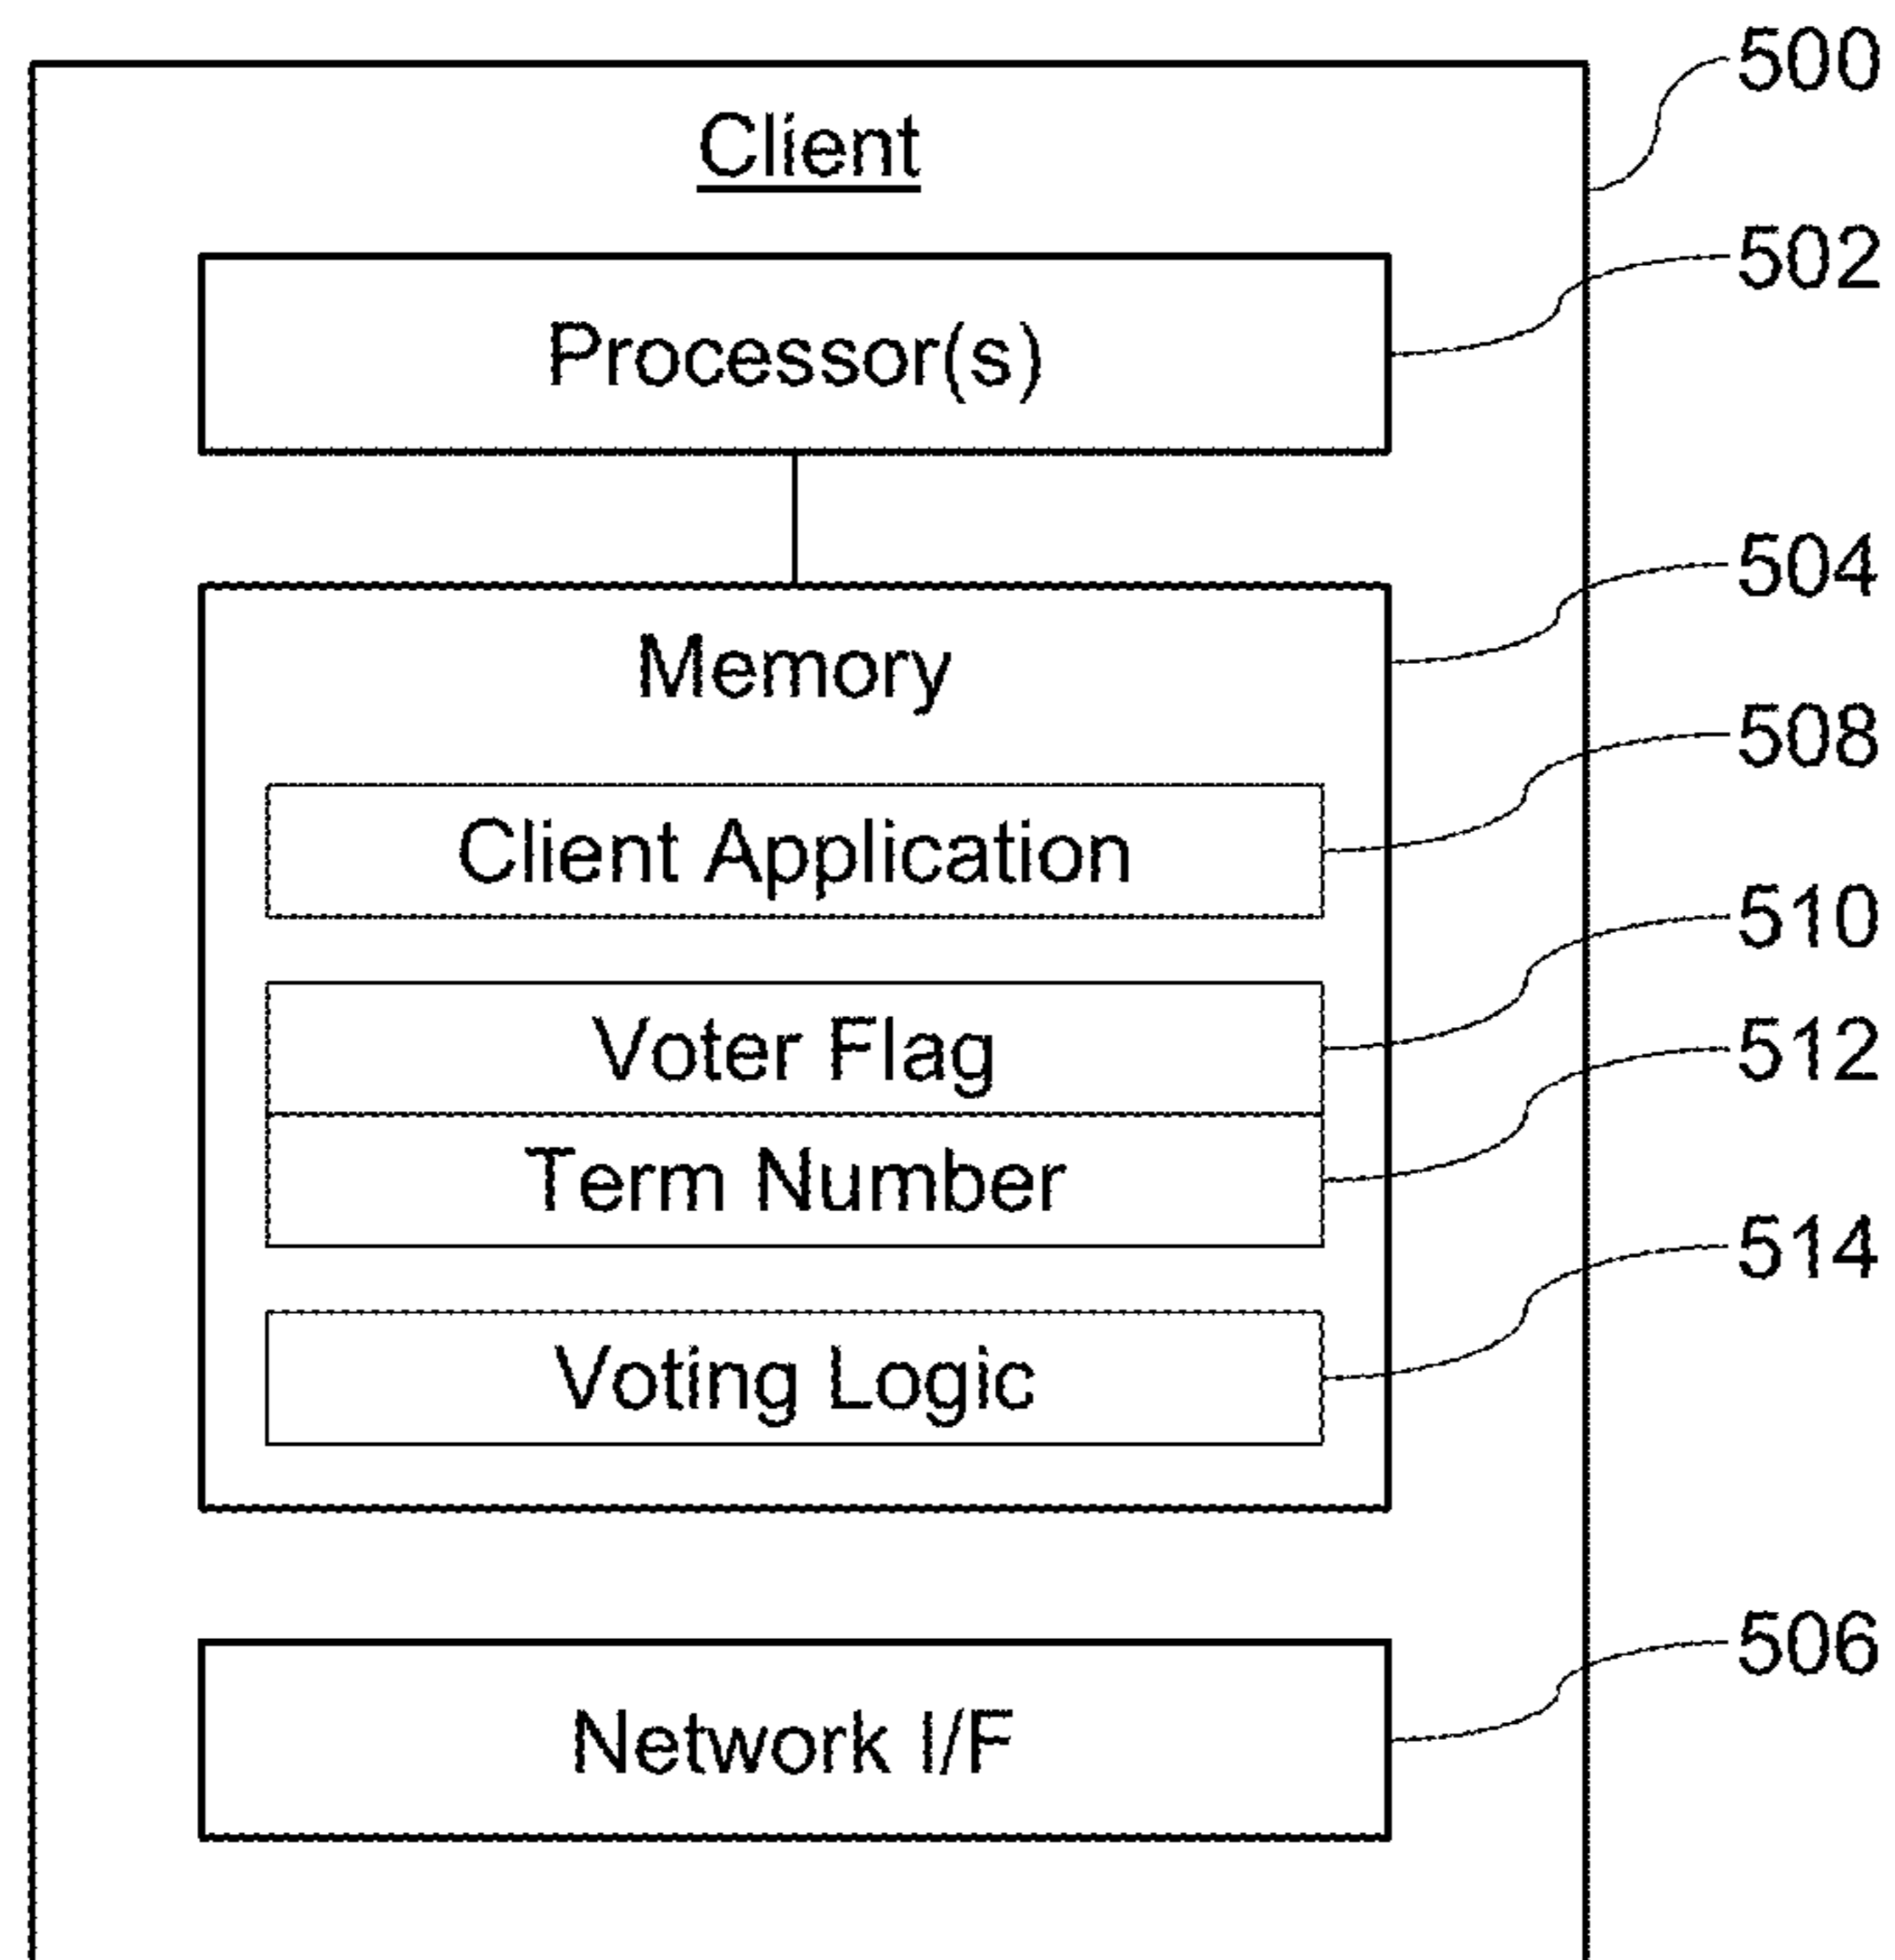 500
Client
502
Processor(s)
504
Memory
508
Client Application
510
Voter Flag
512
Term Number
514
Voting Logic
506
Network I/F